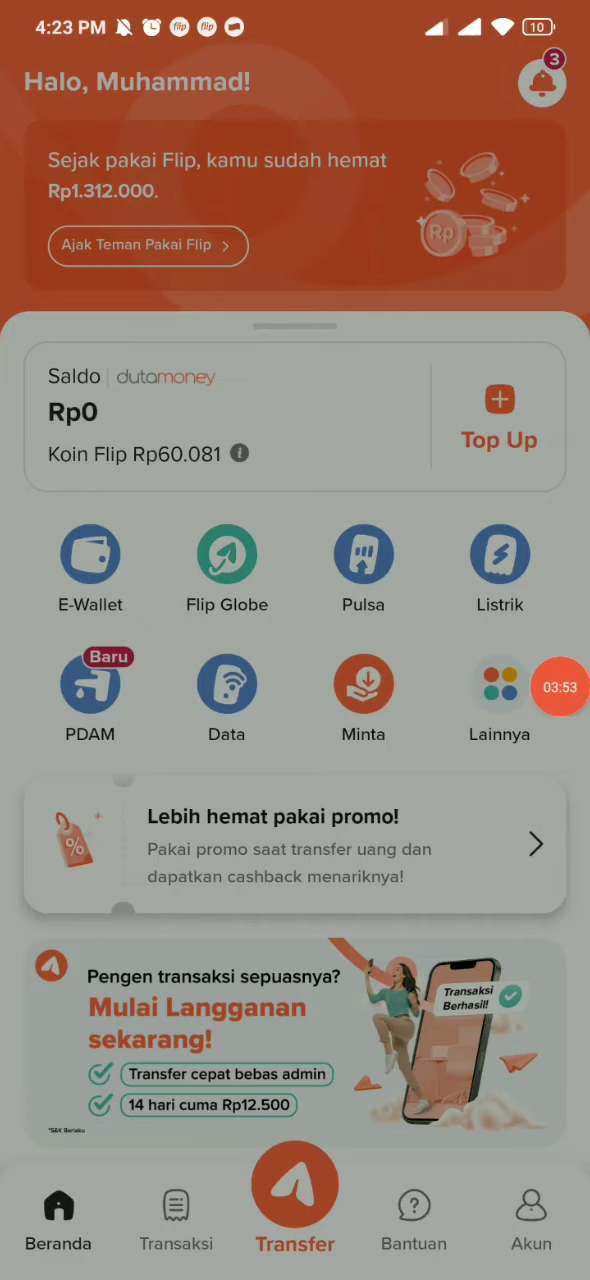 4:23 PM flip flip 10
Halo, Muhammad!
3
Sejak pakai Flip, kamu sudah hemat
Rp1.312.000.
Rp
Ajak Teman Pakai Flip
Saldo dutamoney
Rp0
Koin Flip Rp60.081
Top Up
E-Wallet Flip Globe Pulsa Listrik
Baru
03:53
PDAM Data Minta Lainnya
Lebih hemat pakai promo!
%
Pakai promo saat transfer uang dan
dapatkan cashback menariknya!
Pengen transaksi sepuasnya?
Mulai Langganan
sekarang!
Transaksi
Berhasil!
Transfer cepat bebas admin
14 hari cuma Rp12.500
*S&K Berlaku
Beranda Transaksi Transfer Bantuan Akun